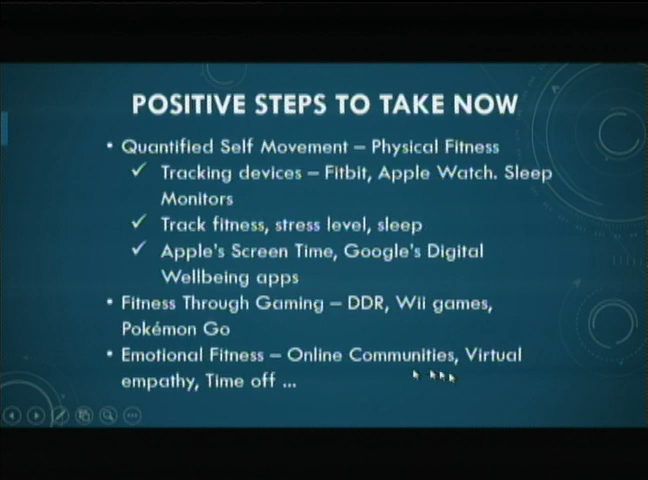 POSITIVE STEPS TO TAKE NOW
• Quantified Self Movement – Physical Fitness
✓ Tracking devices – Fitbit, Apple Watch. Sleep
Monitors
✓ Track fitness, stress level, sleep
✓ Apple's Screen Time, Google's Digital
Wellbeing apps
• Fitness Through Gaming – DDR, Wii games,
Pokémon Go
• Emotional Fitness – Online Communities, Virtual
empathy, Time off ...